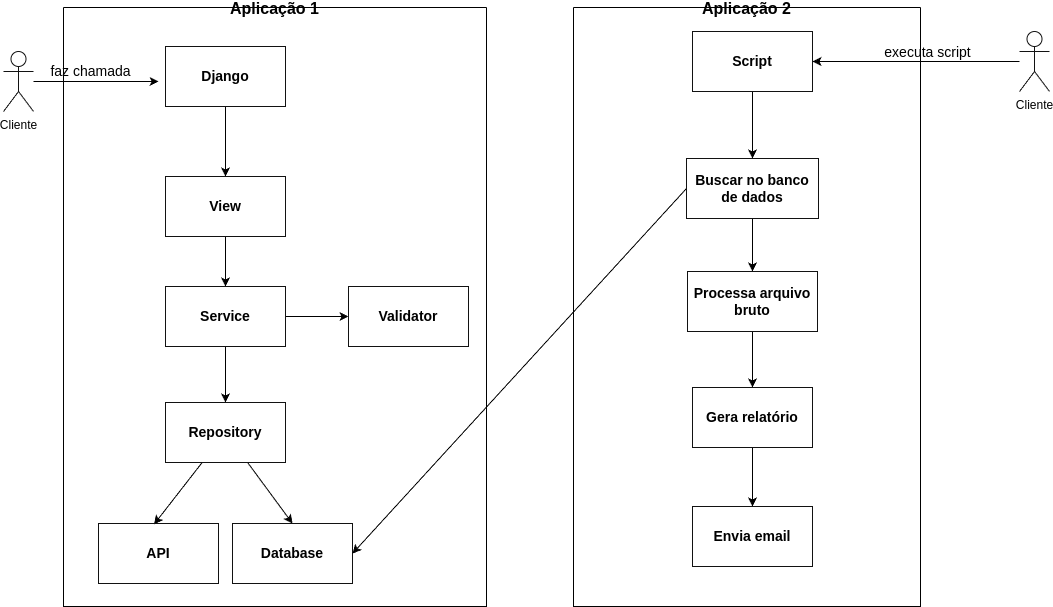 Aplicação 1
Cliente
faz chamada
Django
View
Service
Validator
Repository
API
Database
Aplicação 2
Script
executa script
Cliente
Buscar no banco
de dados
Processa arquivo
bruto
Gera relatório
Envia email